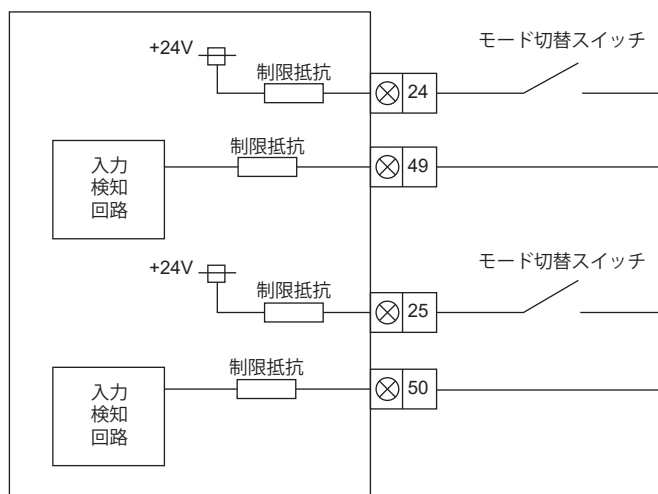 +24V
制限抵抗
24
モード切替スイッチ
制限抵抗
49
入力
検知
回路
+24V
制限抵抗
25
モード切替スイッチ
制限抵抗
50
入力
検知
回路